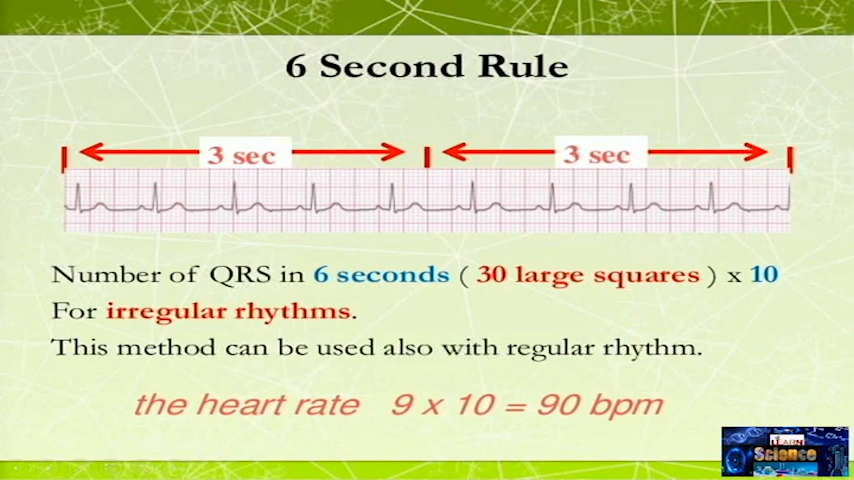 6 Second Rule
3 sec 3 sec
Number of QRS in 6 seconds ( 30 large squares ) x 10
For irregular rhythms.
This method can be used also with regular rhythm.
the heart rate 9 x 10 = 90 bpm
LEARN
Science